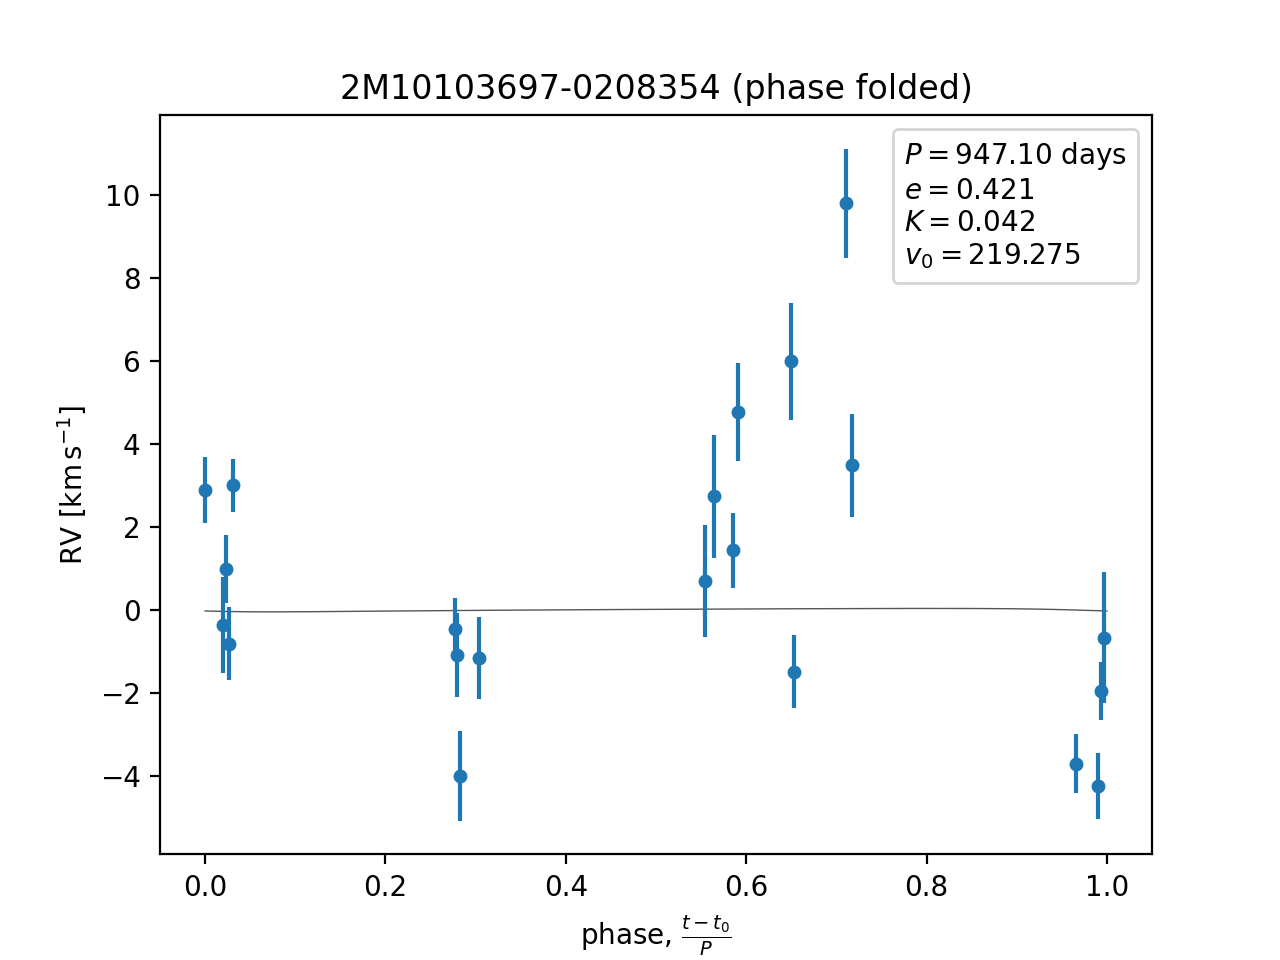 2M10103697-0208354 (phase folded)
P = 947.10 days
e = 0.421
K = 0.042
v₀ = 219.275
10
8
6
4
2
0
−2
−4
RV [km s⁻¹]
0.0 0.2 0.4 0.6 0.8 1.0
phase, (t − t₀)/P